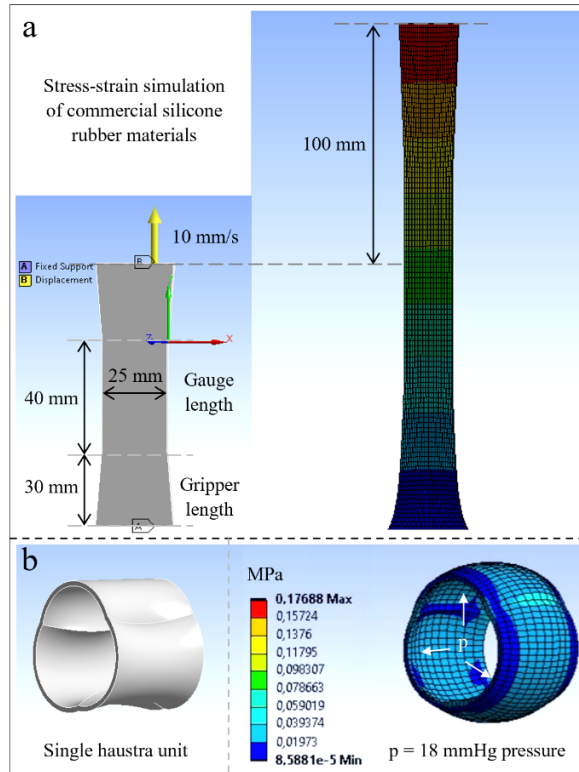 a
Stress-strain simulation
of commercial silicone
rubber materials
100 mm
10 mm/s
B
A Fixed Support
B Displacement
Y
Z
X
25 mm
40 mm
Gauge
length
30 mm
Gripper
length
A
b
MPa
0,17688 Max
0,15724
0,1376
0,11795
0,098307
0,078663
0,059019
0,039374
0,01973
8,5881e-5 Min
p
Single haustra unit
p = 18 mmHg pressure